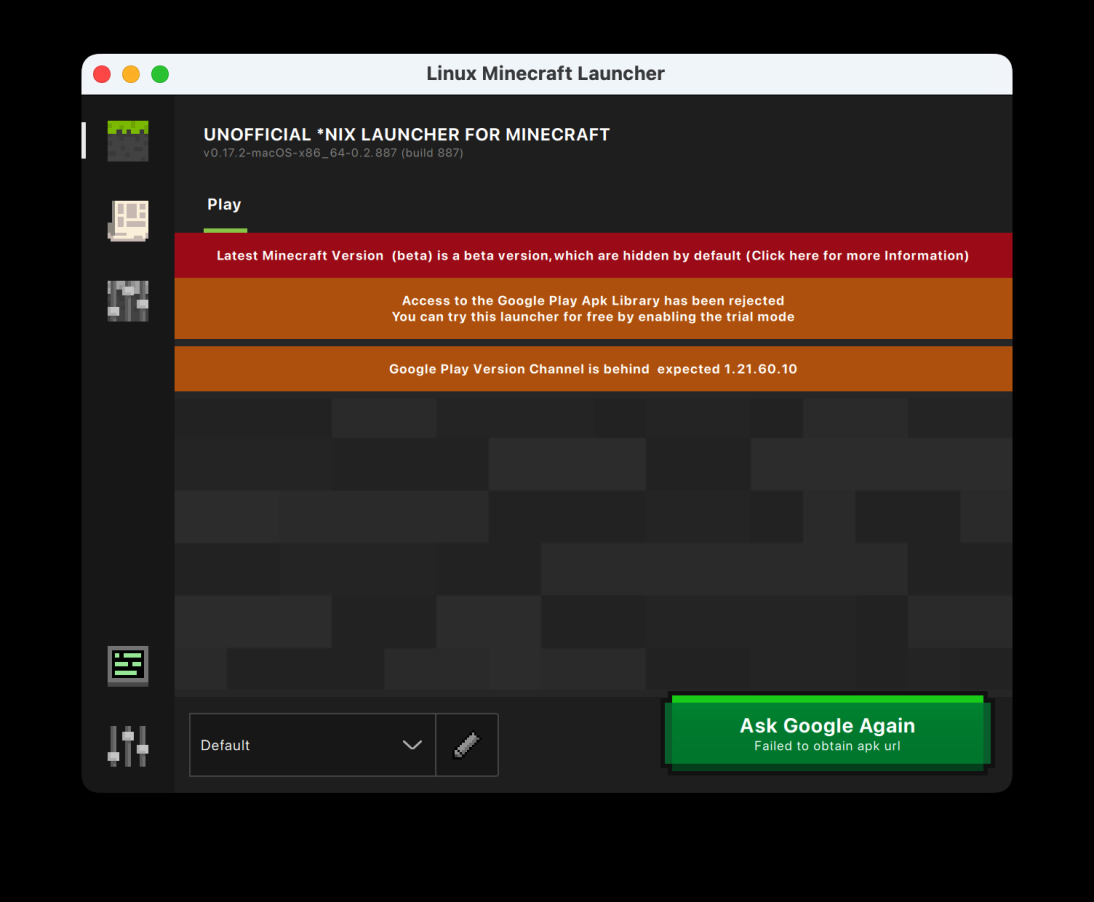 Linux Minecraft Launcher
UNOFFICIAL *NIX LAUNCHER FOR MINECRAFT
v0.17.2-macOS-x86_64-0.2.887 (build 887)
Play
Latest Minecraft Version  (beta) is a beta version,which are hidden by default (Click here for more Information)
Access to the Google Play Apk Library has been rejected
You can try this launcher for free by enabling the trial mode
Google Play Version Channel is behind  expected 1.21.60.10
Default
Ask Google Again
Failed to obtain apk url